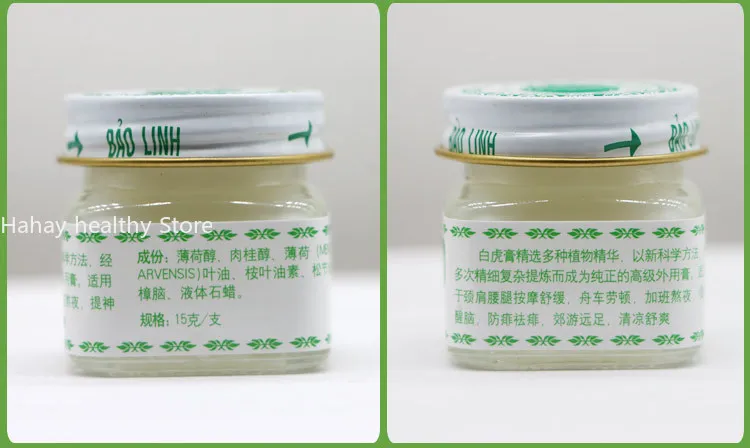 BẢO LINH
BẢO LINH
Hahay healthy Store
学方法、经
膏，适用
熬夜、提神
成份：薄荷醇、肉桂醇、薄荷（MEN
ARVENSIS)叶油、桉叶油素、松节
樟脑、液体石蜡。
规格：15克/支
白虎膏精选多种植物精华，以新科学方法、
多次精细复杂提炼而成为纯正的高级外用膏，适
于颈肩腰腿按摩舒缓、舟车劳顿、加班熬夜、
醒脑、防痱祛痱、郊游远足、清凉舒爽